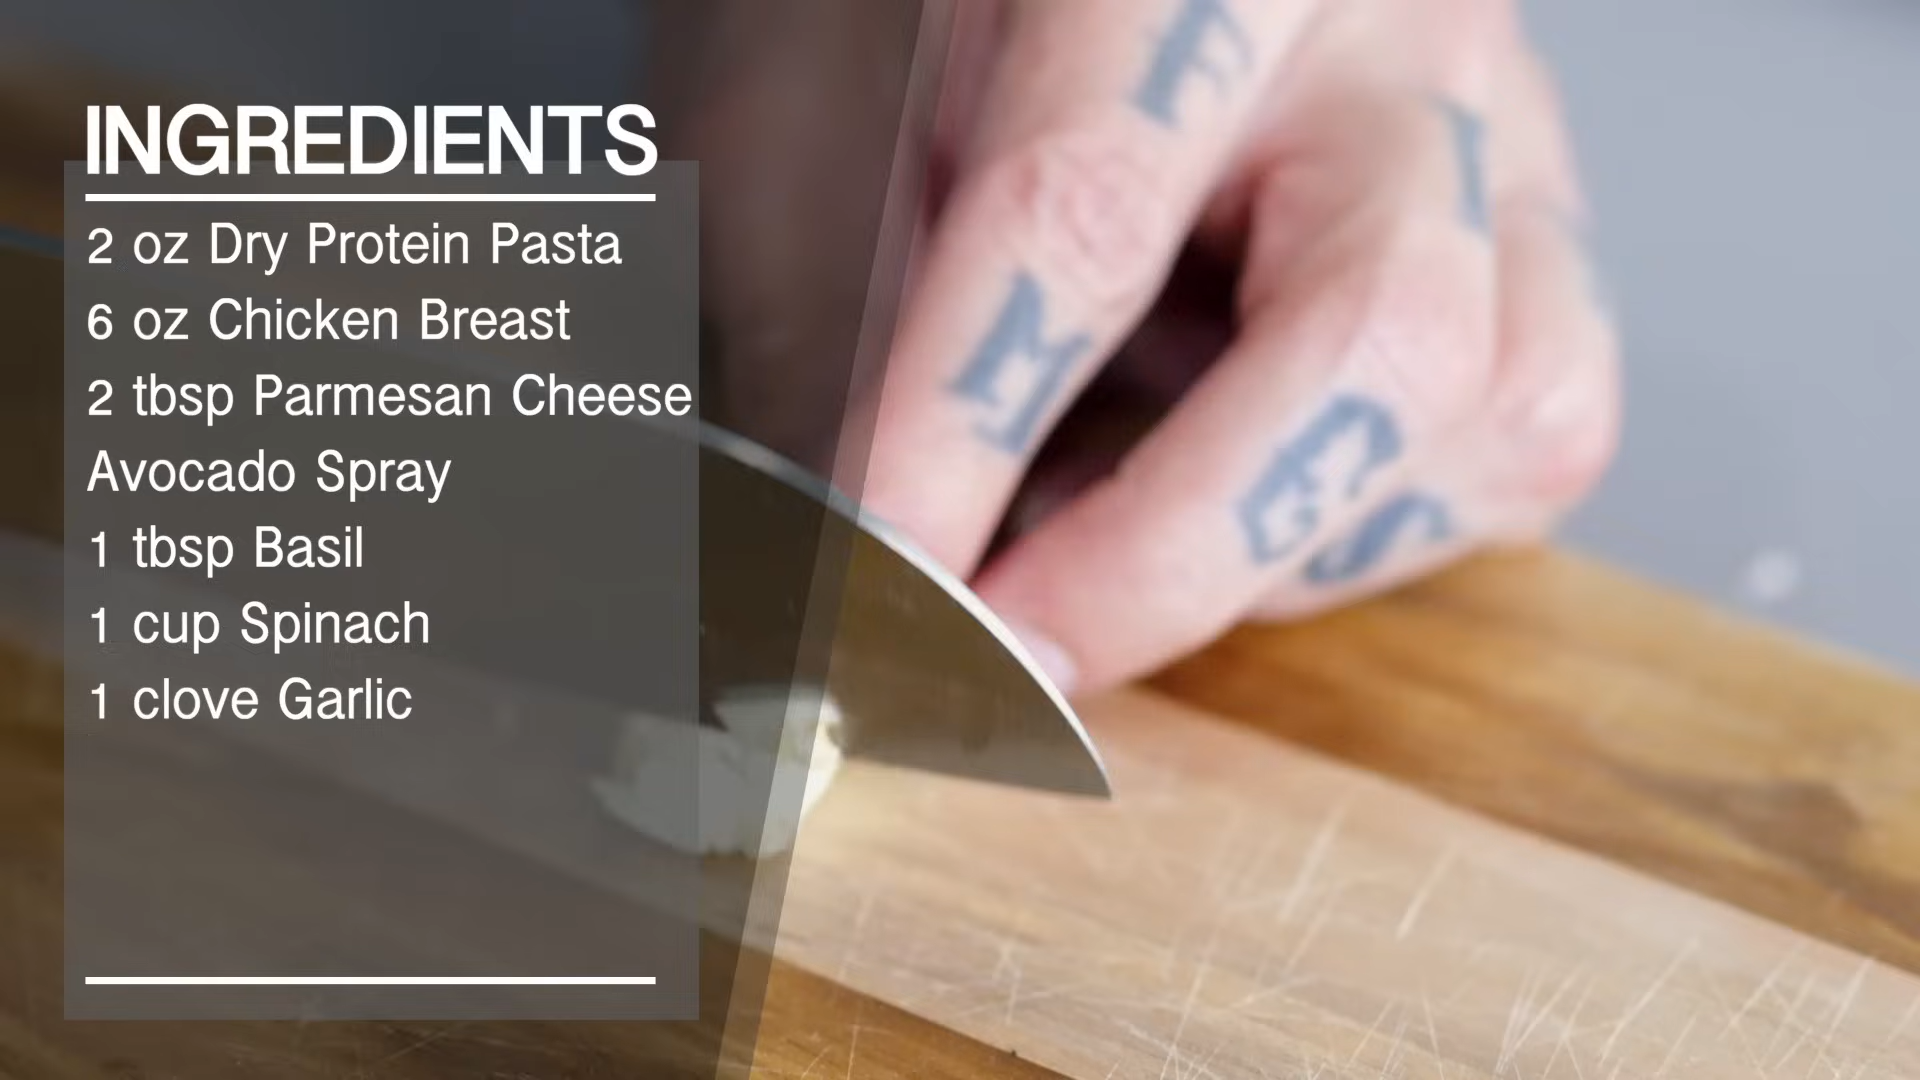 INGREDIENTS
2 oz Dry Protein Pasta
6 oz Chicken Breast
2 tbsp Parmesan Cheese
Avocado Spray
1 tbsp Basil
1 cup Spinach
1 clove Garlic